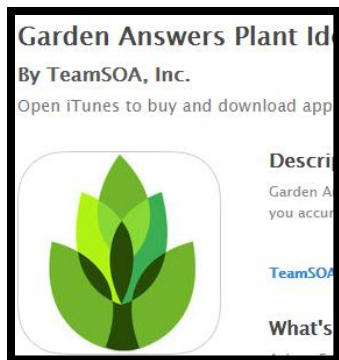 Garden Answers Plant Ide
By TeamSOA, Inc.
Open iTunes to buy and download app
Descri
Garden A
you accur
TeamSOA
What's